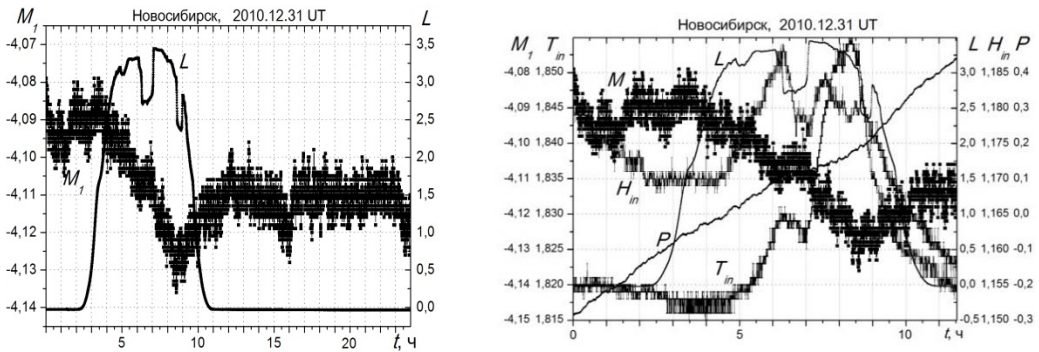 Новосибирск, 2010.12.31 UT
M1 L
-4,07
-4,08
-4,09
-4,10
-4,11
-4,12
-4,13
-4,14
3,5
3,0
2,5
2,0
1,5
1,0
0,5
0,0
L
M1
5 10 15 20 t, ч
Новосибирск, 2010.12.31 UT
M1 Tin L Hin P
-4,08 1,850 3,0 1,185 0,4
-4,09 1,845 2,5 1,180 0,3
-4,10 1,840 2,0 1,175 0,2
-4,11 1,835 1,5 1,170 0,1
-4,12 1,830 1,0 1,165 0,0
-4,13 1,825 0,5 1,160 -0,1
-4,14 1,820 0,0 1,155 -0,2
-4,15 1,815 -0,5 1,150 -0,3
M
L
Hin
P
Tin
0 5 10 t, ч